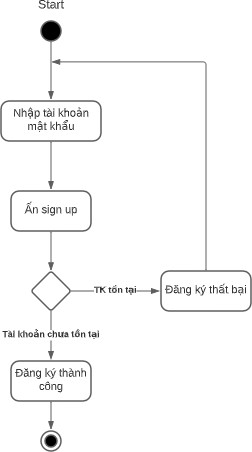 Start
Nhập tài khoản
mật khẩu
Ấn sign up
TK tồn tại
Đăng ký thất bại
Tài khoản chưa tồn tại
Đăng ký thành
công